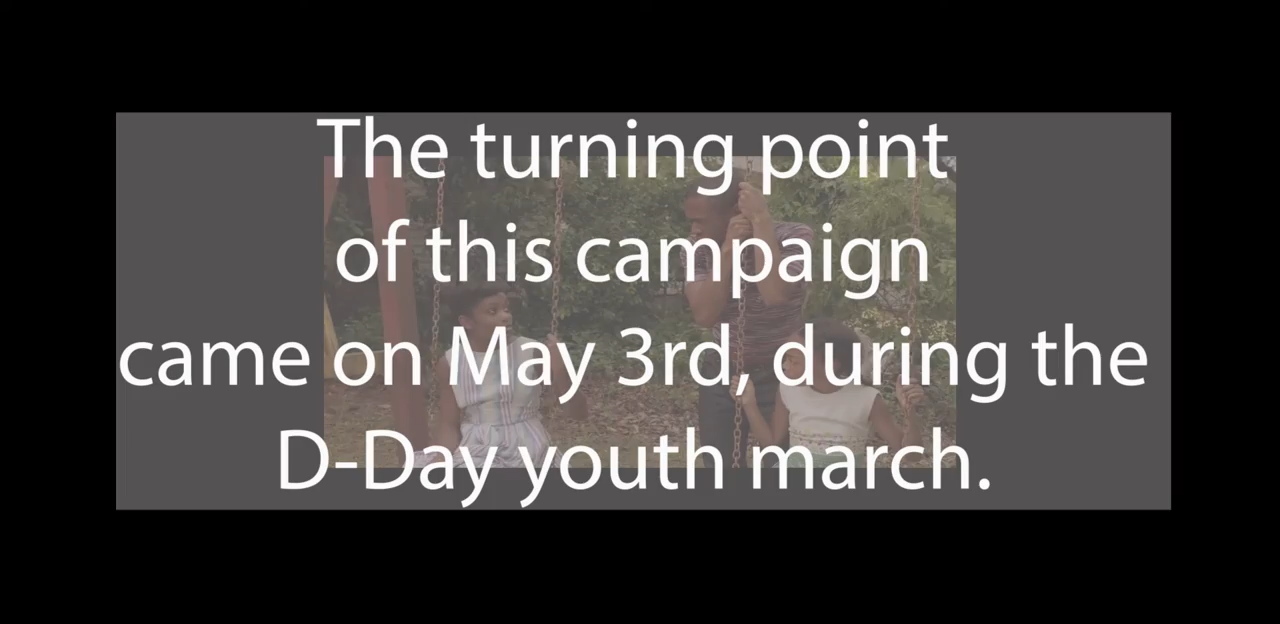 The turning point
of this campaign
came on May 3rd, during the
D-Day youth march.